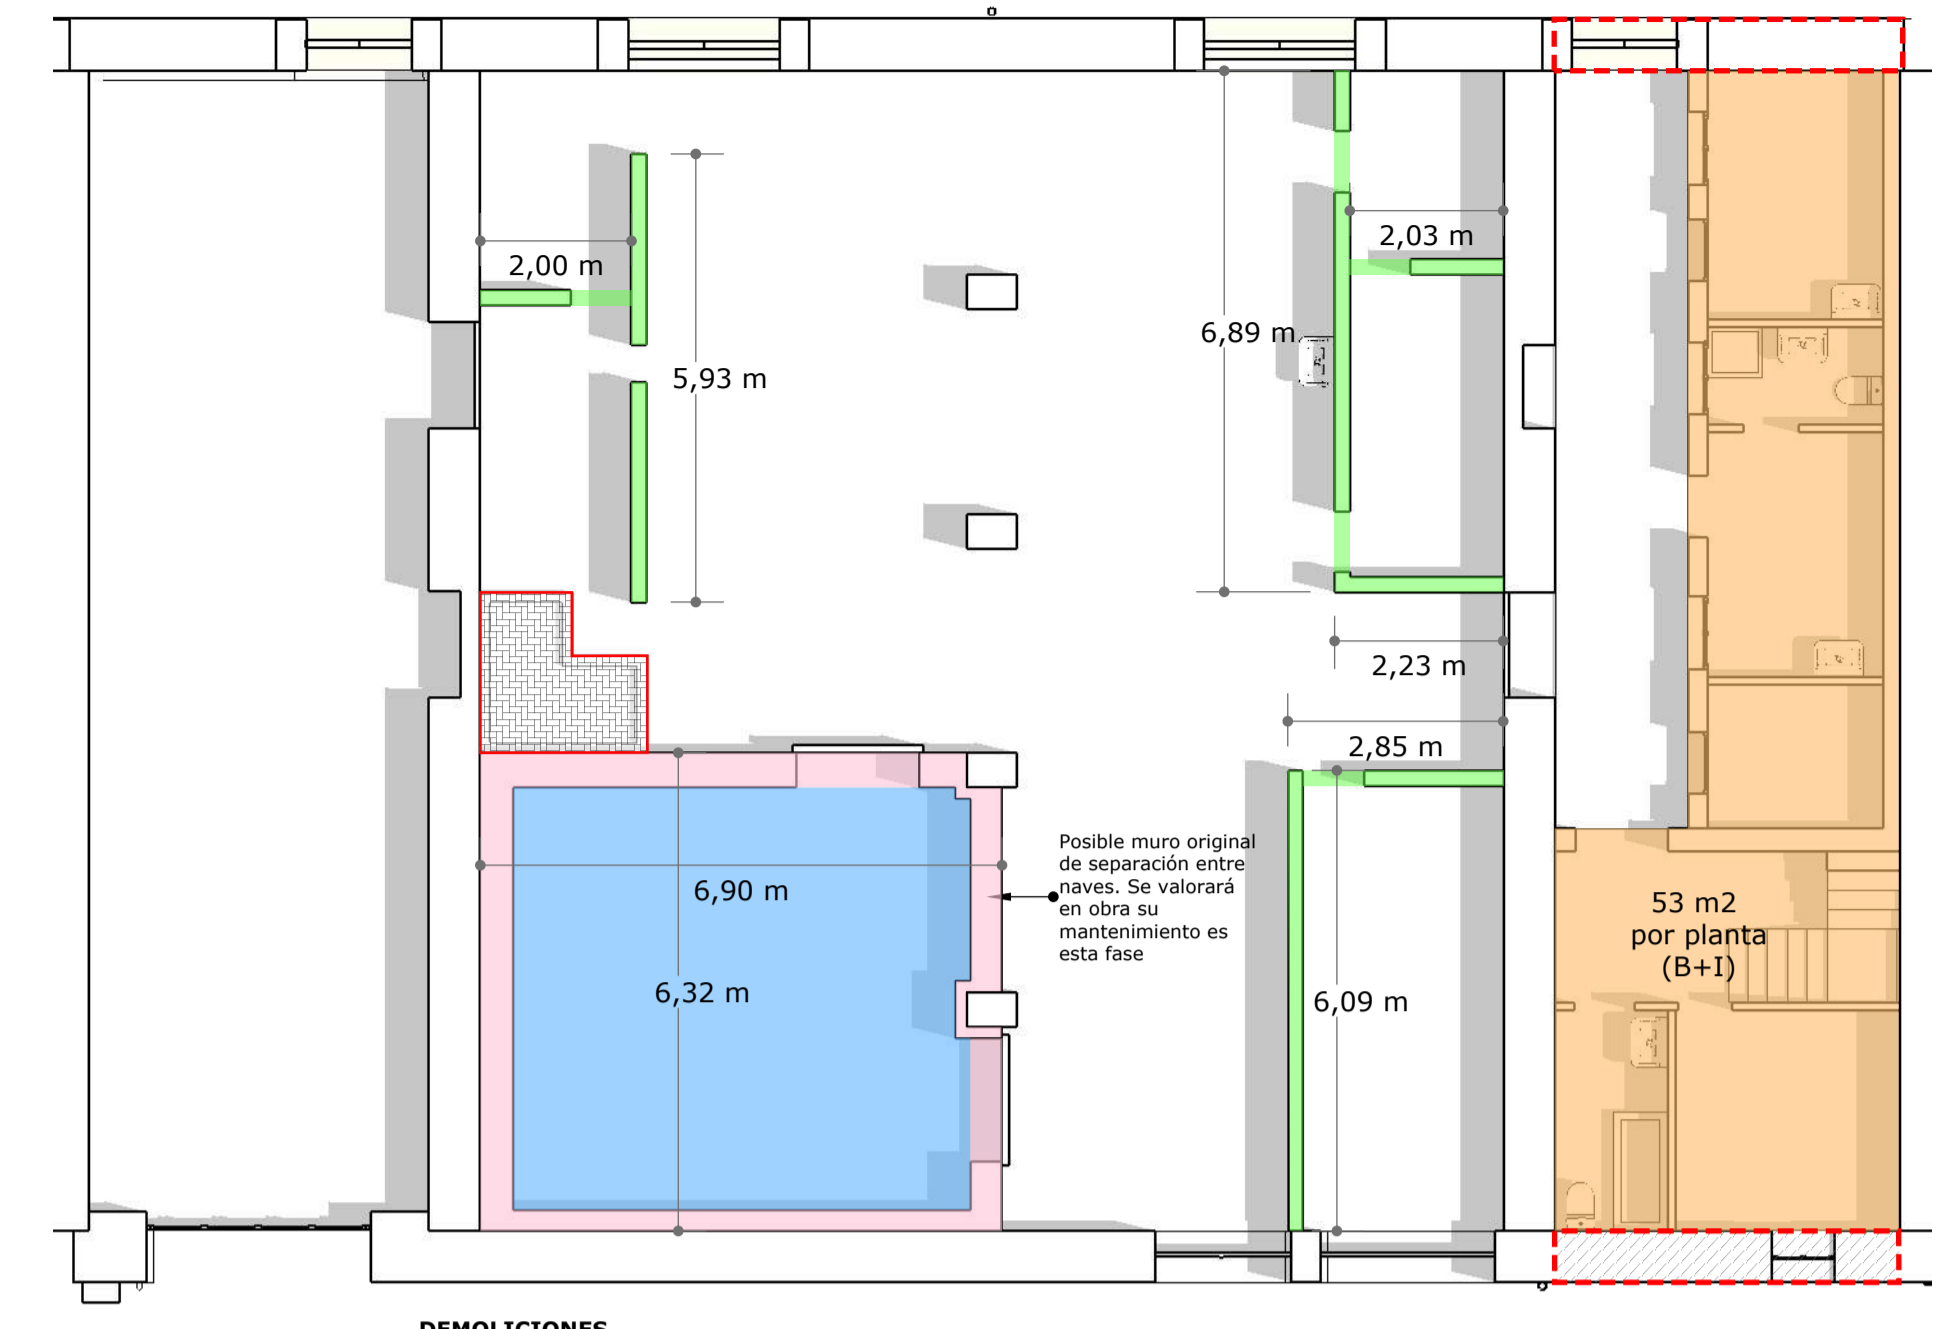 2,00 m
2,03 m
6,89 m
5,93 m
2,23 m
2,85 m
Posible muro original
de separación entre
naves. Se valorará
en obra su
mantenimiento es
esta fase
6,90 m
53 m2
por planta
(B+I)
6,32 m
6,09 m
DEMOLICIONES